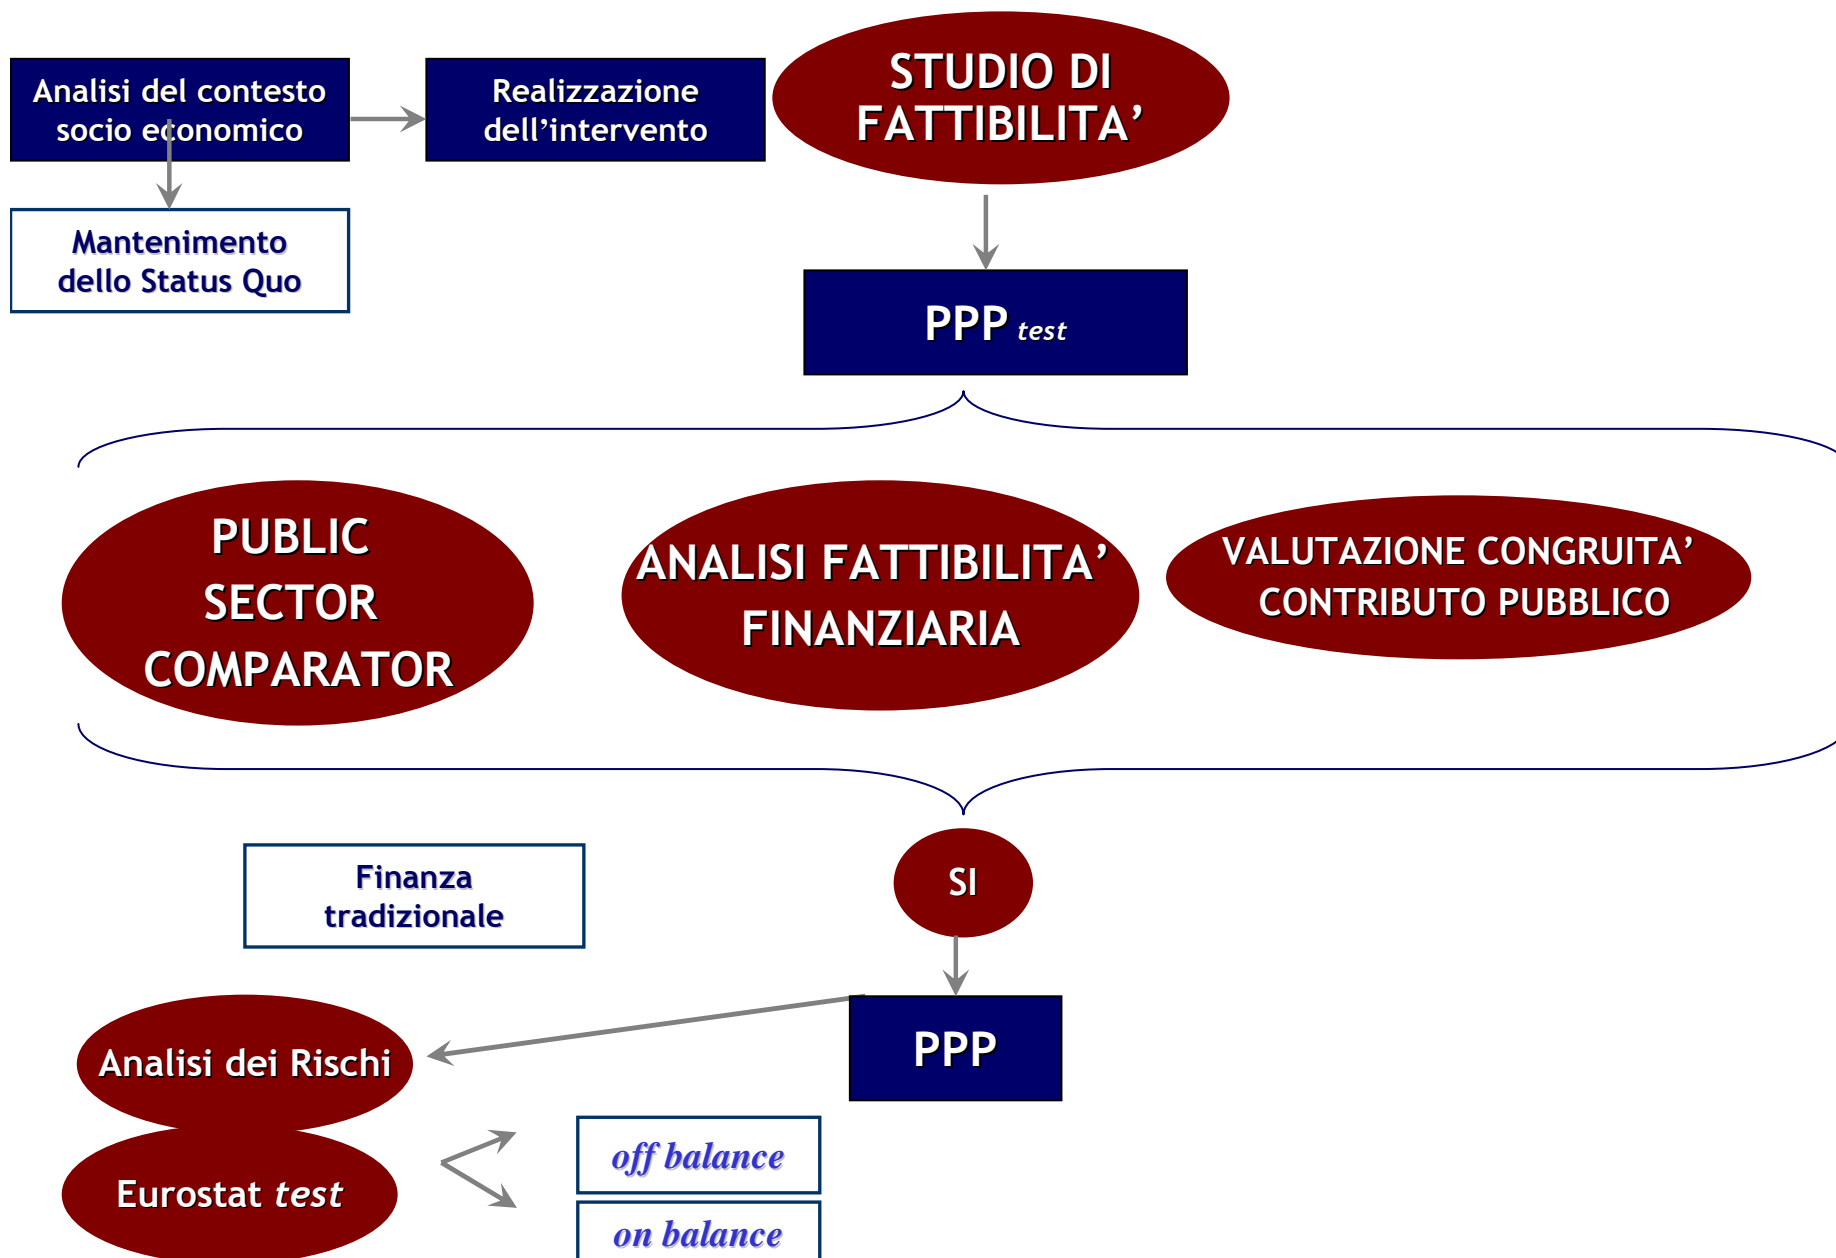 Analisi del contesto
socio economico
Realizzazione
dell’intervento
STUDIO DI
FATTIBILITA’
Mantenimento
dello Status Quo
PPP test
PUBLIC
SECTOR
COMPARATOR
ANALISI FATTIBILITA’
FINANZIARIA
VALUTAZIONE CONGRUITA’
CONTRIBUTO PUBBLICO
Finanza
tradizionale
SI
PPP
Analisi dei Rischi
Eurostat test
off balance
on balance